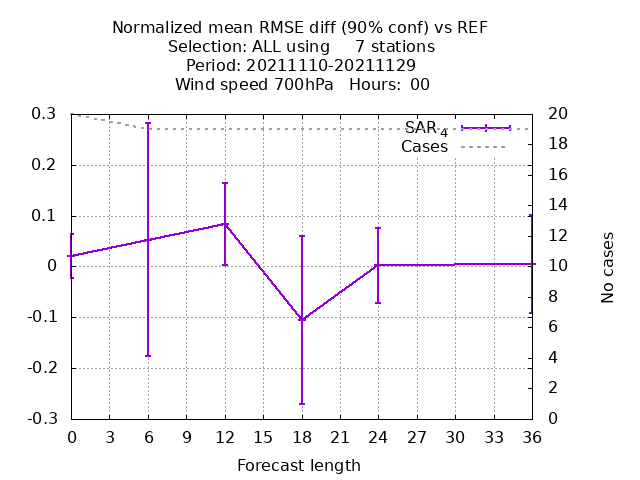 Normalized mean RMSE diff (90% conf) vs REF
Selection: ALL using     7 stations
Period: 20211110-20211129
Wind speed 700hPa   Hours:  00
0.3
0.2
0.1
0
-0.1
-0.2
-0.3
20
18
16
14
12
10
8
6
4
2
0
SAR4
Cases
No cases
0 3 6 9 12 15 18 21 24 27 30 33 36
Forecast length